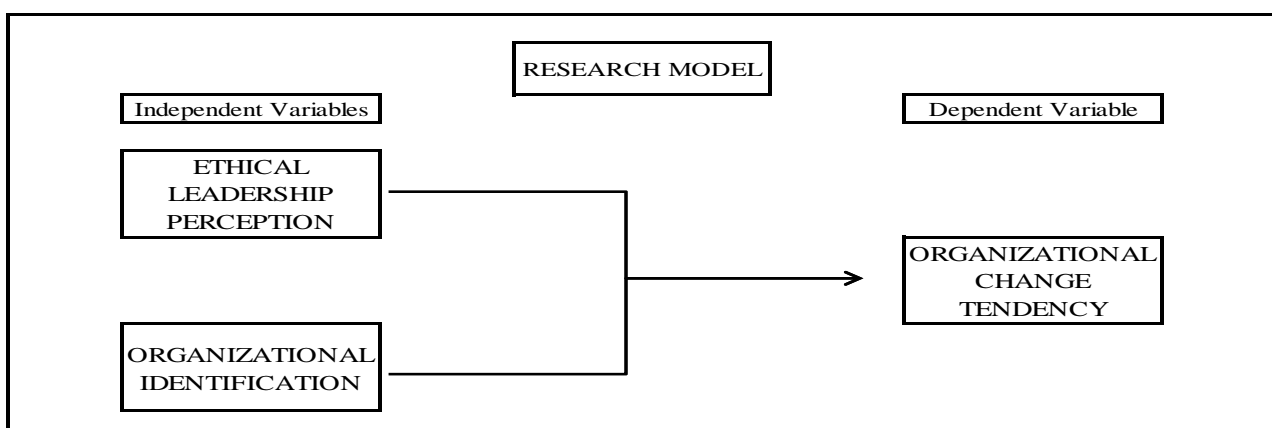 RESEARCH MODEL
Independent Variables
Dependent Variable
ETHICAL
LEADERSHIP
PERCEPTION
ORGANIZATIONAL
IDENTIFICATION
ORGANIZATIONAL
CHANGE
TENDENCY